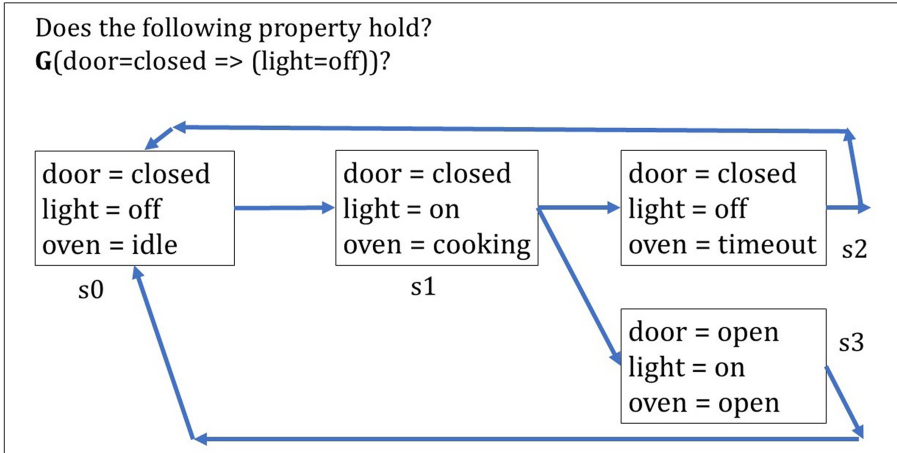 Does the following property hold?
G(door=closed => (light=off))?
door = closed
light = off
oven = idle
s0
door = closed
light = on
oven = cooking
s1
door = closed
light = off
oven = timeout
s2
door = open
light = on
oven = open
s3